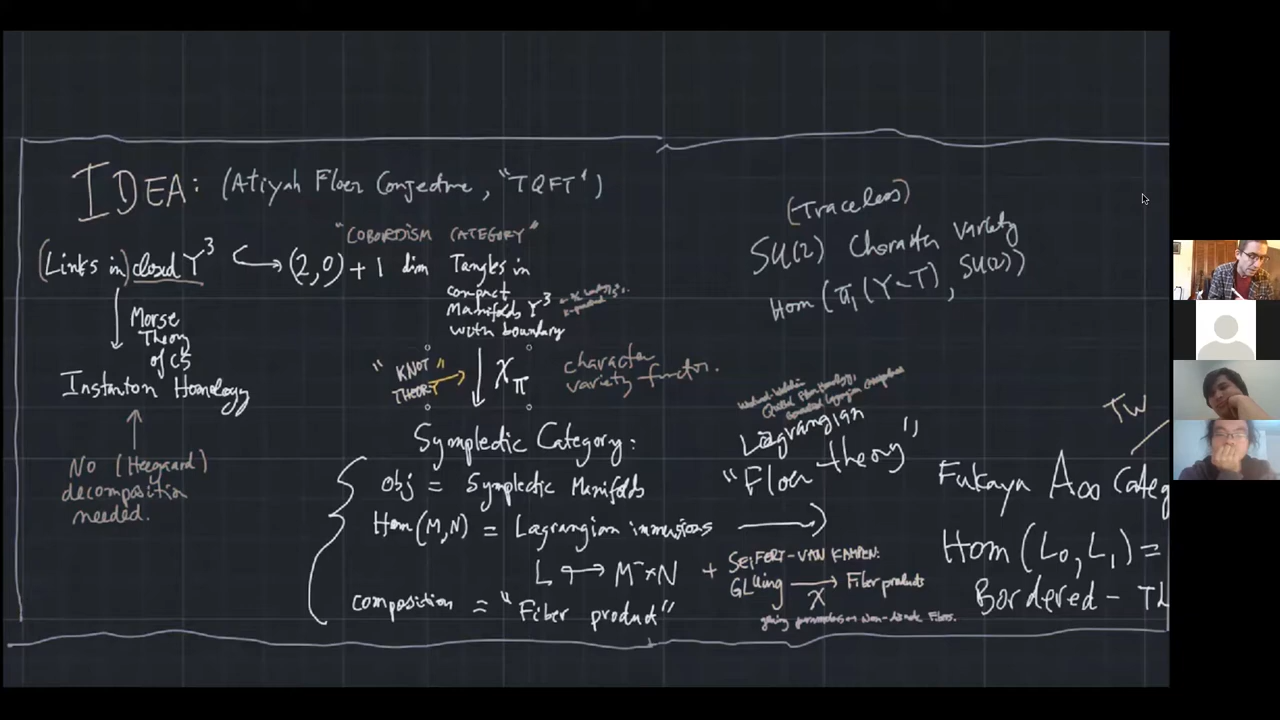 IDEA: (Atiyah Floer Conjecture, "TQFT")
(Links in) closed Y³ ↪ (2,0)+1 dim
"COBORDISM CATEGORY"
Tangles in
compact
Manifolds Y³
with boundary
↓ Morse
Theory
of CS
Instanton Homology
↑
No (Heegaard)
decomposition
needed.
"KNOT
THEORY" → ↓ χ_π
character
variety functor.
Symplectic Category:
obj = Symplectic Manifolds
Hom(M,N) = Lagrangian immersions ⟶
L ↬ M⁻×N
composition = "Fiber product"
(Traceless)
SU(2) Character variety
Hom(π₁(Y∖T), SU(2))
Lagrangian
"Floer theory"
+ SEIFERT-VAN KAMPEN:
GLuing ⟶ Fiber products
χ
TW
Fukaya A∞ Categ
Hom(L₀, L₁) =
Bordered -